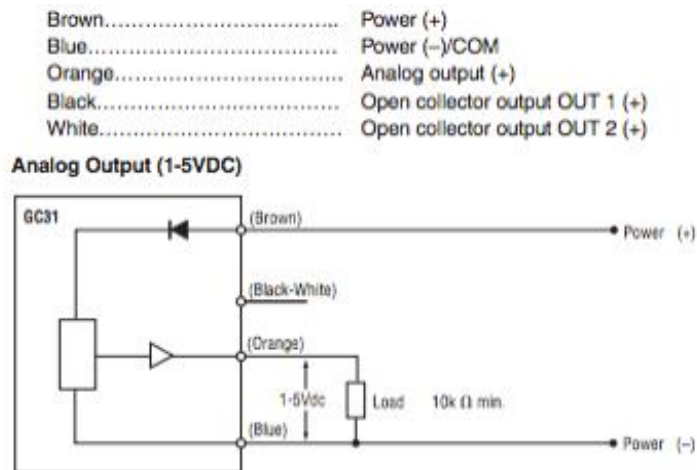 Brown.................................... Power (+)
Blue...................................... Power (–)/COM
Orange................................ Analog output (+)
Black.................................... Open collector output OUT 1 (+)
White................................... Open collector output OUT 2 (+)
Analog Output (1-5VDC)
GC31
(Brown)
Power (+)
(Black-White)
(Orange)
1-5Vdc
Load 10k Ω min.
(Blue)
Power (–)